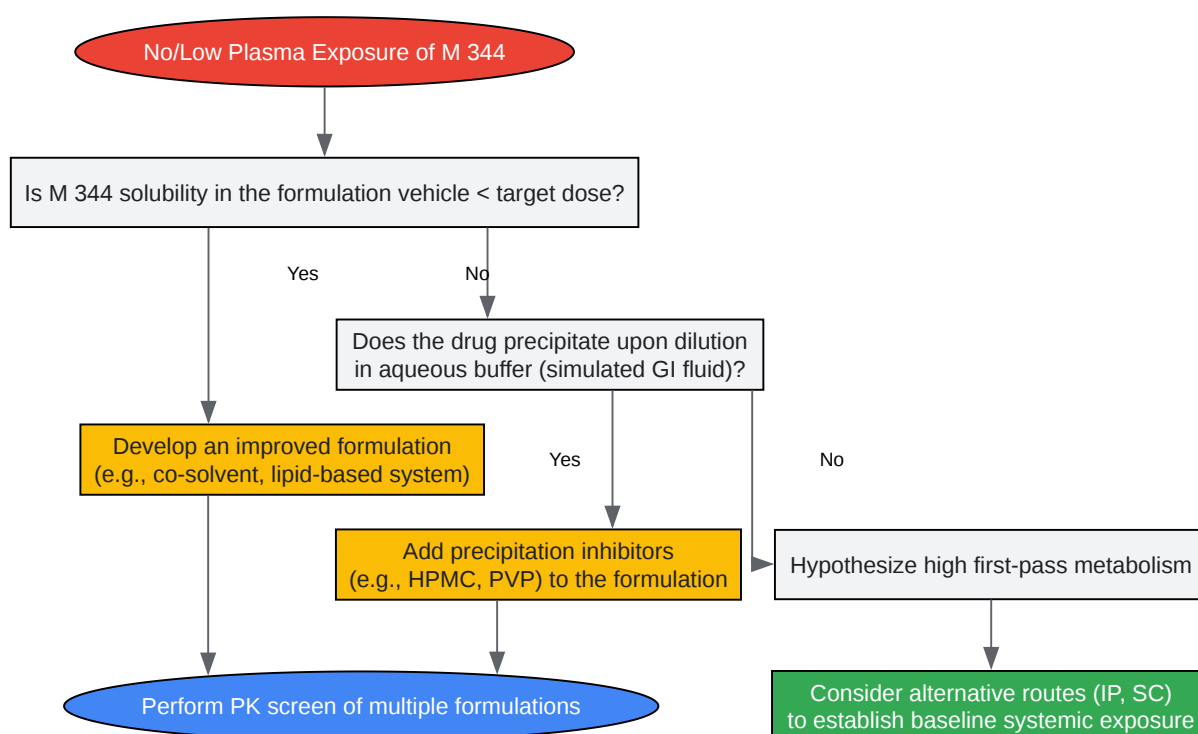 No/Low Plasma Exposure of M 344
Is M 344 solubility in the formulation vehicle < target dose?
Yes
No
Does the drug precipitate upon dilution
in aqueous buffer (simulated GI fluid)?
Develop an improved formulation
(e.g., co-solvent, lipid-based system)
Yes
No
Add precipitation inhibitors
(e.g., HPMC, PVP) to the formulation
Hypothesize high first-pass metabolism
Perform PK screen of multiple formulations
Consider alternative routes (IP, SC)
to establish baseline systemic exposure